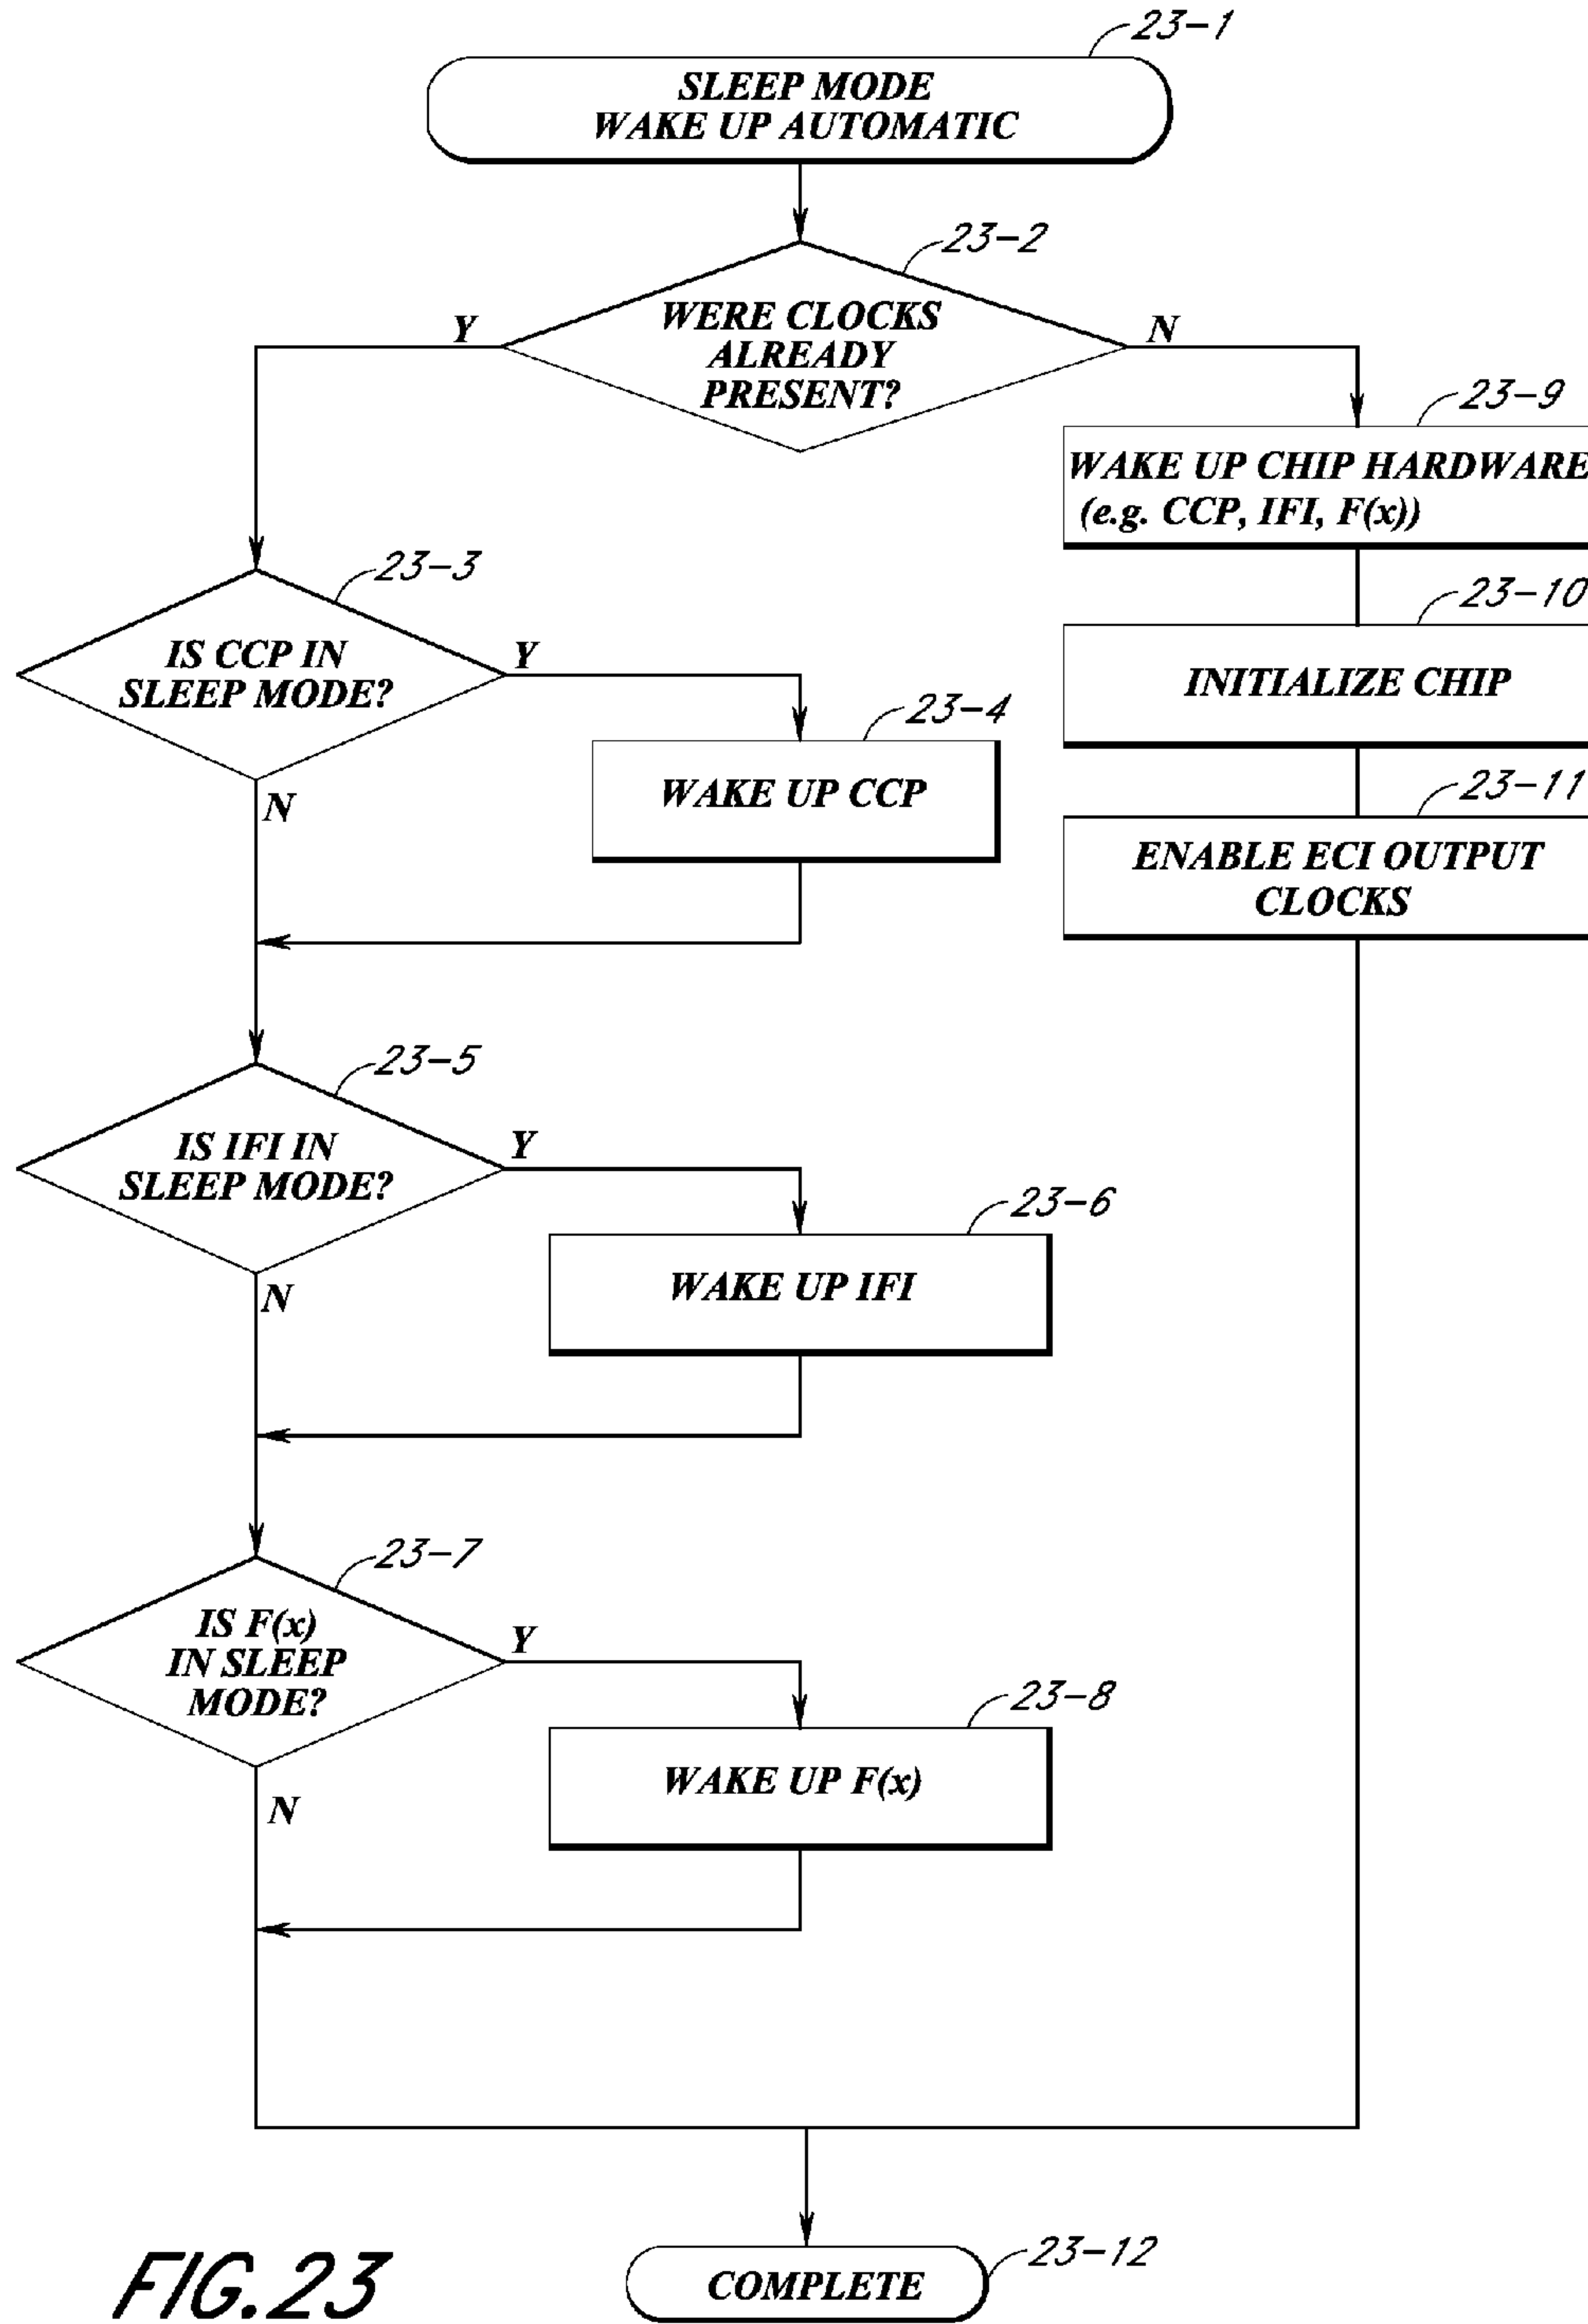 23-1
SLEEP MODE
WAKE UP AUTOMATIC
23-2
WERE CLOCKS
ALREADY
PRESENT?
Y
N
23-9
WAKE UP CHIP HARDWARE
(e.g. CCP, IFI, F(x))
23-3
IS CCP IN
SLEEP MODE?
Y
N
23-10
INITIALIZE CHIP
23-4
WAKE UP CCP
23-11
ENABLE ECI OUTPUT
CLOCKS
23-5
IS IFI IN
SLEEP MODE?
Y
N
23-6
WAKE UP IFI
23-7
IS F(x)
IN SLEEP
MODE?
Y
N
23-8
WAKE UP F(x)
23-12
COMPLETE
FIG.23